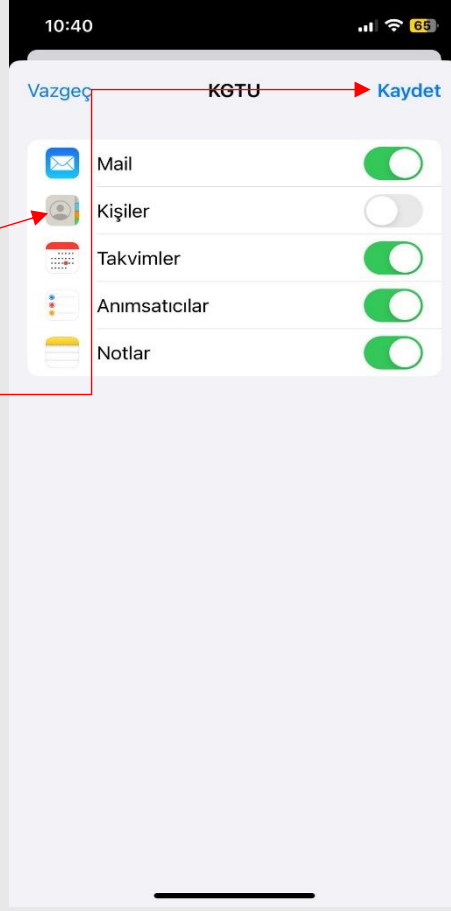 10:40
65
Vazgeç KGTU Kaydet
Mail
Kişiler
Takvimler
Anımsatıcılar
Notlar